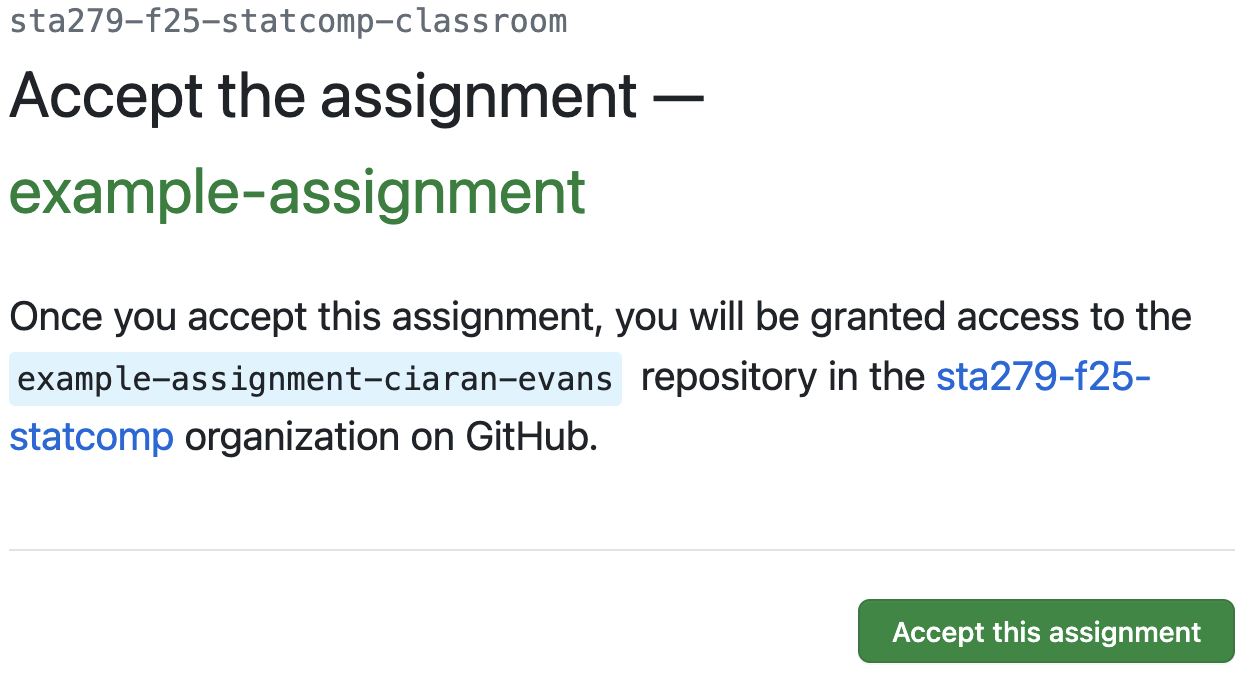 sta279-f25-statcomp-classroom
Accept the assignment —
example-assignment
Once you accept this assignment, you will be granted access to the
example-assignment-ciaran-evans repository in the sta279-f25-
statcomp organization on GitHub.
Accept this assignment